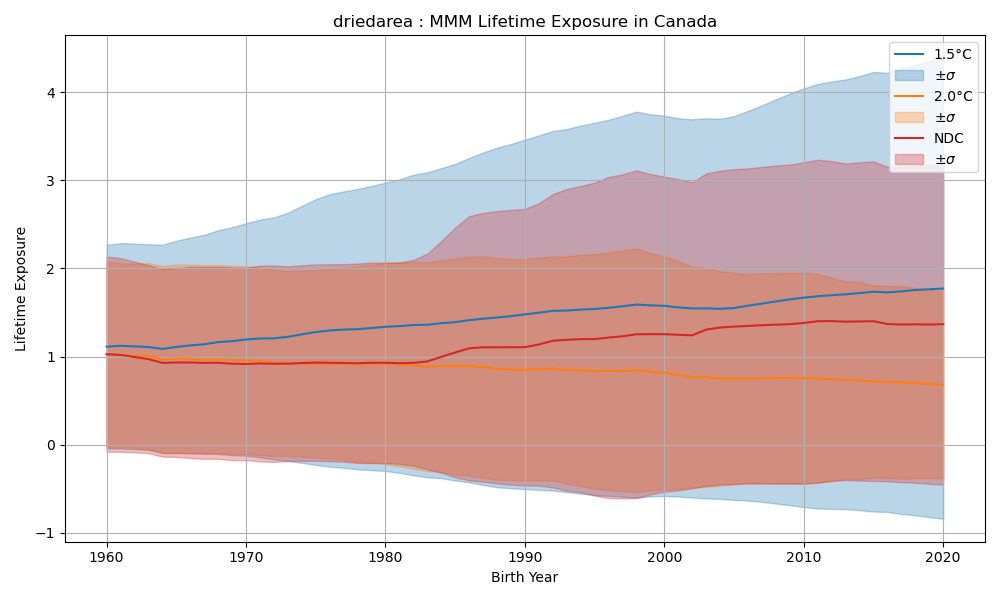 driedarea : MMM Lifetime Exposure in Canada
Lifetime Exposure
4
3
2
1
0
−1
1960 1970 1980 1990 2000 2010 2020
Birth Year
1.5°C
±σ
2.0°C
±σ
NDC
±σ